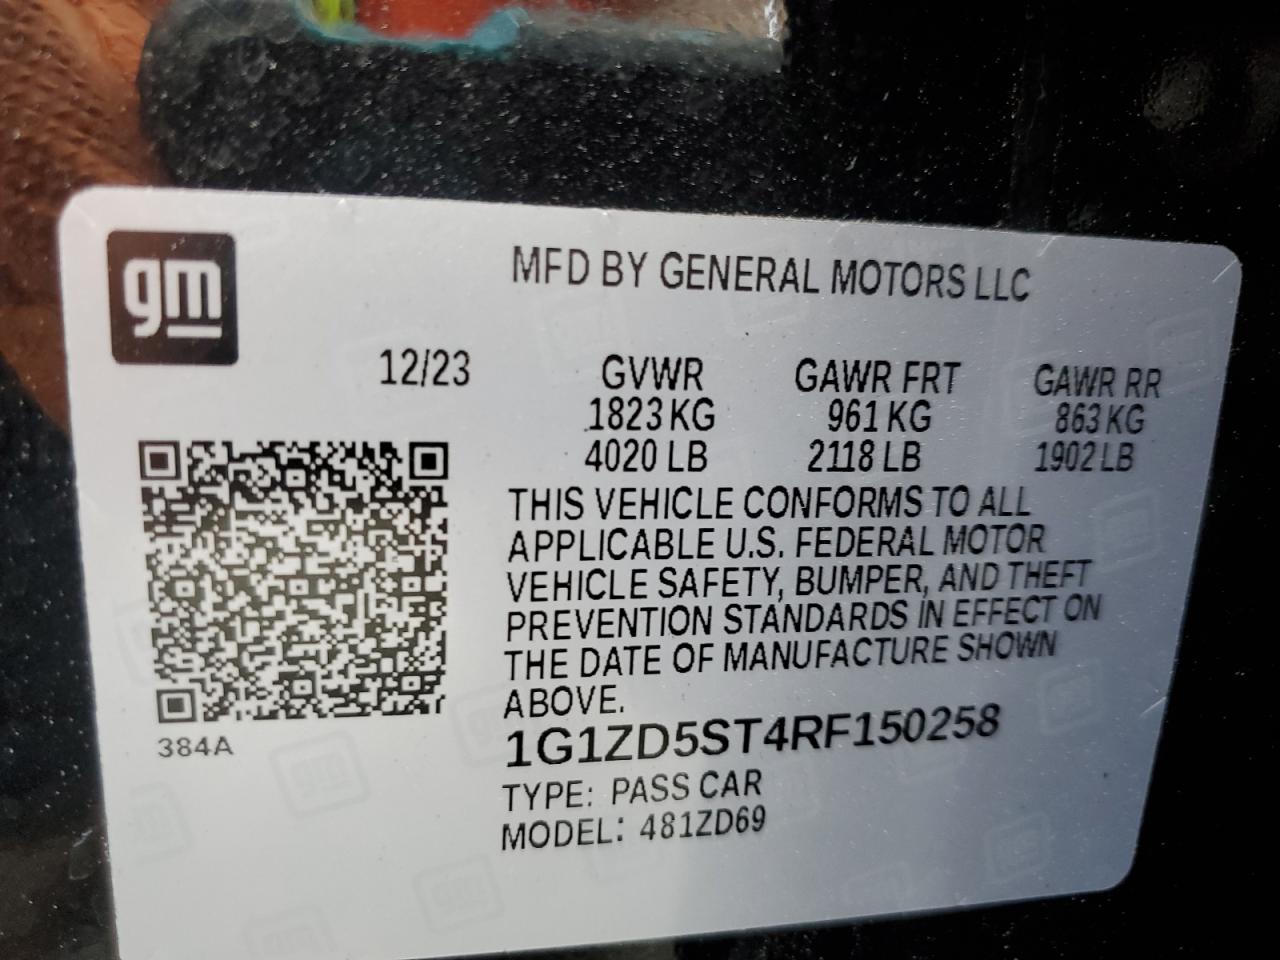 gm
MFD BY GENERAL MOTORS LLC
12/23 GVWR GAWR FRT GAWR RR
1823 KG 961 KG 863 KG
4020 LB 2118 LB 1902 LB
THIS VEHICLE CONFORMS TO ALL
APPLICABLE U.S. FEDERAL MOTOR
VEHICLE SAFETY, BUMPER, AND THEFT
PREVENTION STANDARDS IN EFFECT ON
THE DATE OF MANUFACTURE SHOWN
ABOVE.
384A
1G1ZD5ST4RF150258
TYPE: PASS CAR
MODEL: 481ZD69